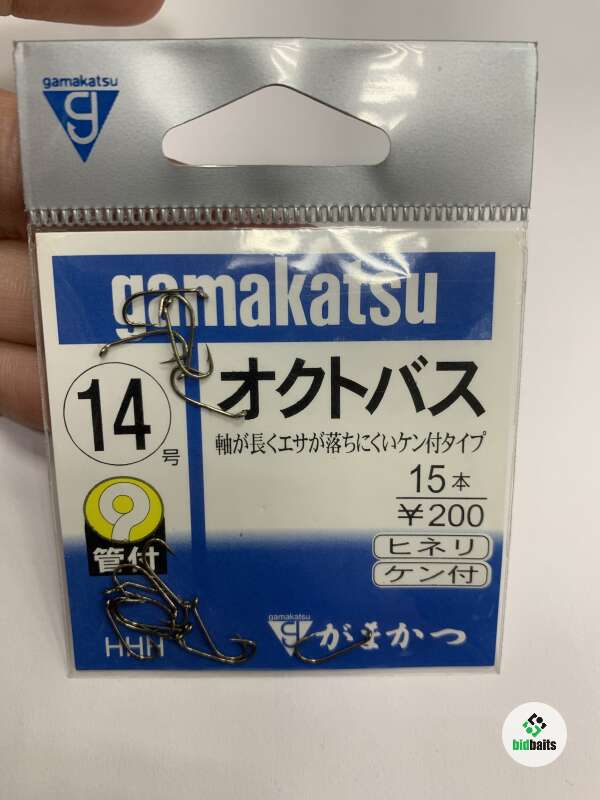 gamakatsu
gamakatsu
オクトバス
軸が長くエサが落ちにくいケン付タイプ
14号
15本
¥200
管付
ヒネリ
ケン付
HHH
gamakatsu
がまかつ
bidbaits